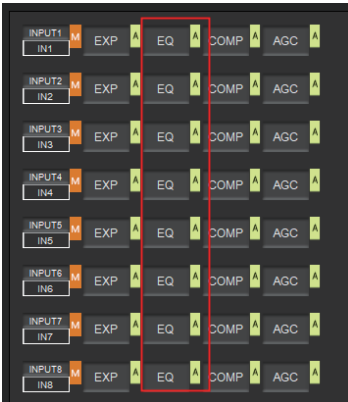 INPUT1 M EXP A EQ A COMP A AGC A
IN1
INPUT2 M EXP A EQ A COMP A AGC A
IN2
INPUT3 M EXP A EQ A COMP A AGC A
IN3
INPUT4 M EXP A EQ A COMP A AGC A
IN4
INPUT5 M EXP A EQ A COMP A AGC A
IN5
INPUT6 M EXP A EQ A COMP A AGC A
IN6
INPUT7 M EXP A EQ A COMP A AGC A
IN7
INPUT8 M EXP A EQ A COMP A AGC A
IN8